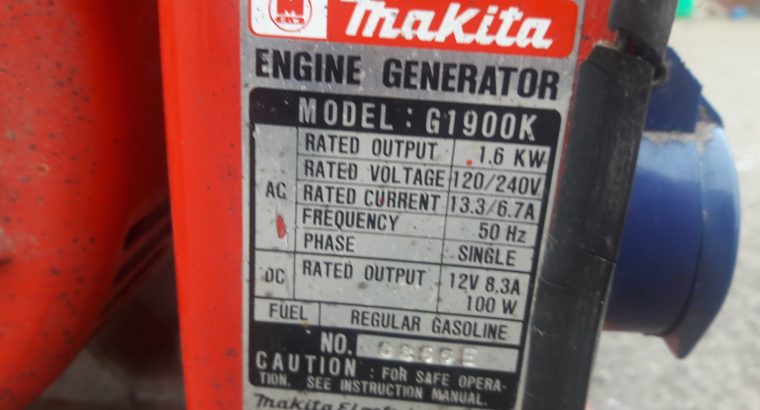 M
makita
ENGINE GENERATOR
MODEL : G1900K
AC
RATED OUTPUT 1.6 KW
RATED VOLTAGE 120/240V
RATED CURRENT 13.3/6.7A
FREQUENCY 50 Hz
PHASE SINGLE
DC RATED OUTPUT 12V 8.3A
100 W
FUEL REGULAR GASOLINE
NO.
CAUTION : FOR SAFE OPERA-
TION. SEE INSTRUCTION MANUAL.
Makita